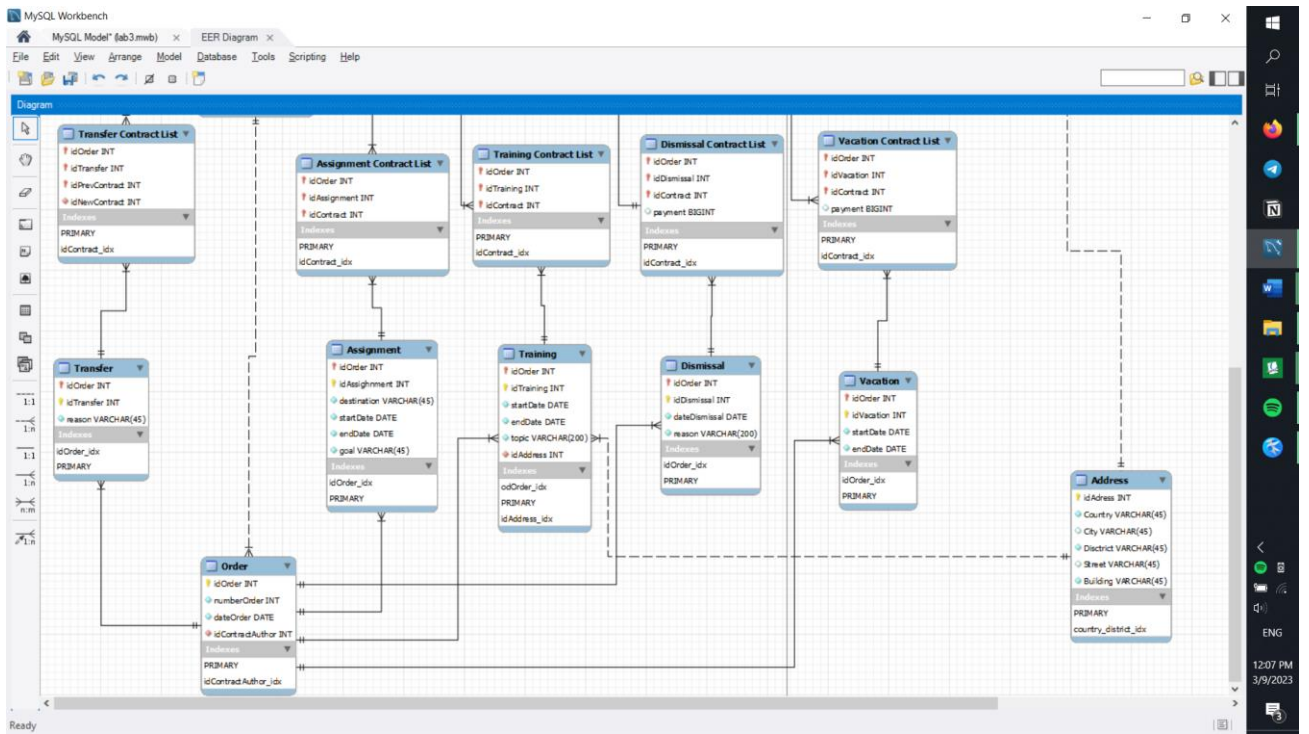 MySQL Workbench
MySQL Model* (lab3.mwb)
EER Diagram
File Edit View Arrange Model Database Tools Scripting Help
Diagram
Transfer Contract List
idOrder INT
idTransfer INT
idPrevContract INT
idNewContract INT
Indexes
PRIMARY
idContract_idx
Assignment Contract List
idOrder INT
idAssignment INT
idContract INT
Indexes
PRIMARY
idContract_idx
Training Contract List
idOrder INT
idTraining INT
idContract INT
Indexes
PRIMARY
idContract_idx
Dismissal Contract List
idOrder INT
idDismissal INT
idContract INT
payment BIGINT
Indexes
PRIMARY
idContract_idx
Vacation Contract List
idOrder INT
idVacation INT
idContract INT
payment BIGINT
Indexes
PRIMARY
idContract_idx
Transfer
idOrder INT
idTransfer INT
reason VARCHAR(45)
Indexes
idOrder_idx
PRIMARY
Assignment
idOrder INT
idAssighnment INT
destination VARCHAR(45)
startDate DATE
endDate DATE
goal VARCHAR(45)
Indexes
idOrder_idx
PRIMARY
Training
idOrder INT
idTraining INT
startDate DATE
endDate DATE
topic VARCHAR(200)
idAddress INT
Indexes
odOrder_idx
PRIMARY
idAddress_idx
Dismissal
idOrder INT
idDismissal INT
dateDismissal DATE
reason VARCHAR(200)
Indexes
idOrder_idx
PRIMARY
Vacation
idOrder INT
idVacation INT
startDate DATE
endDate DATE
Indexes
idOrder_idx
PRIMARY
Order
idOrder INT
numberOrder INT
dateOrder DATE
idContractAuthor INT
Indexes
PRIMARY
idContractAuthor_idx
Address
idAdress INT
Country VARCHAR(45)
City VARCHAR(45)
Disctrict VARCHAR(45)
Street VARCHAR(45)
Building VARCHAR(45)
Indexes
PRIMARY
country_district_idx
1:1
1:n
1:1
1:n
n:m
1:n
Ready
ENG
12:07 PM
3/9/2023
3